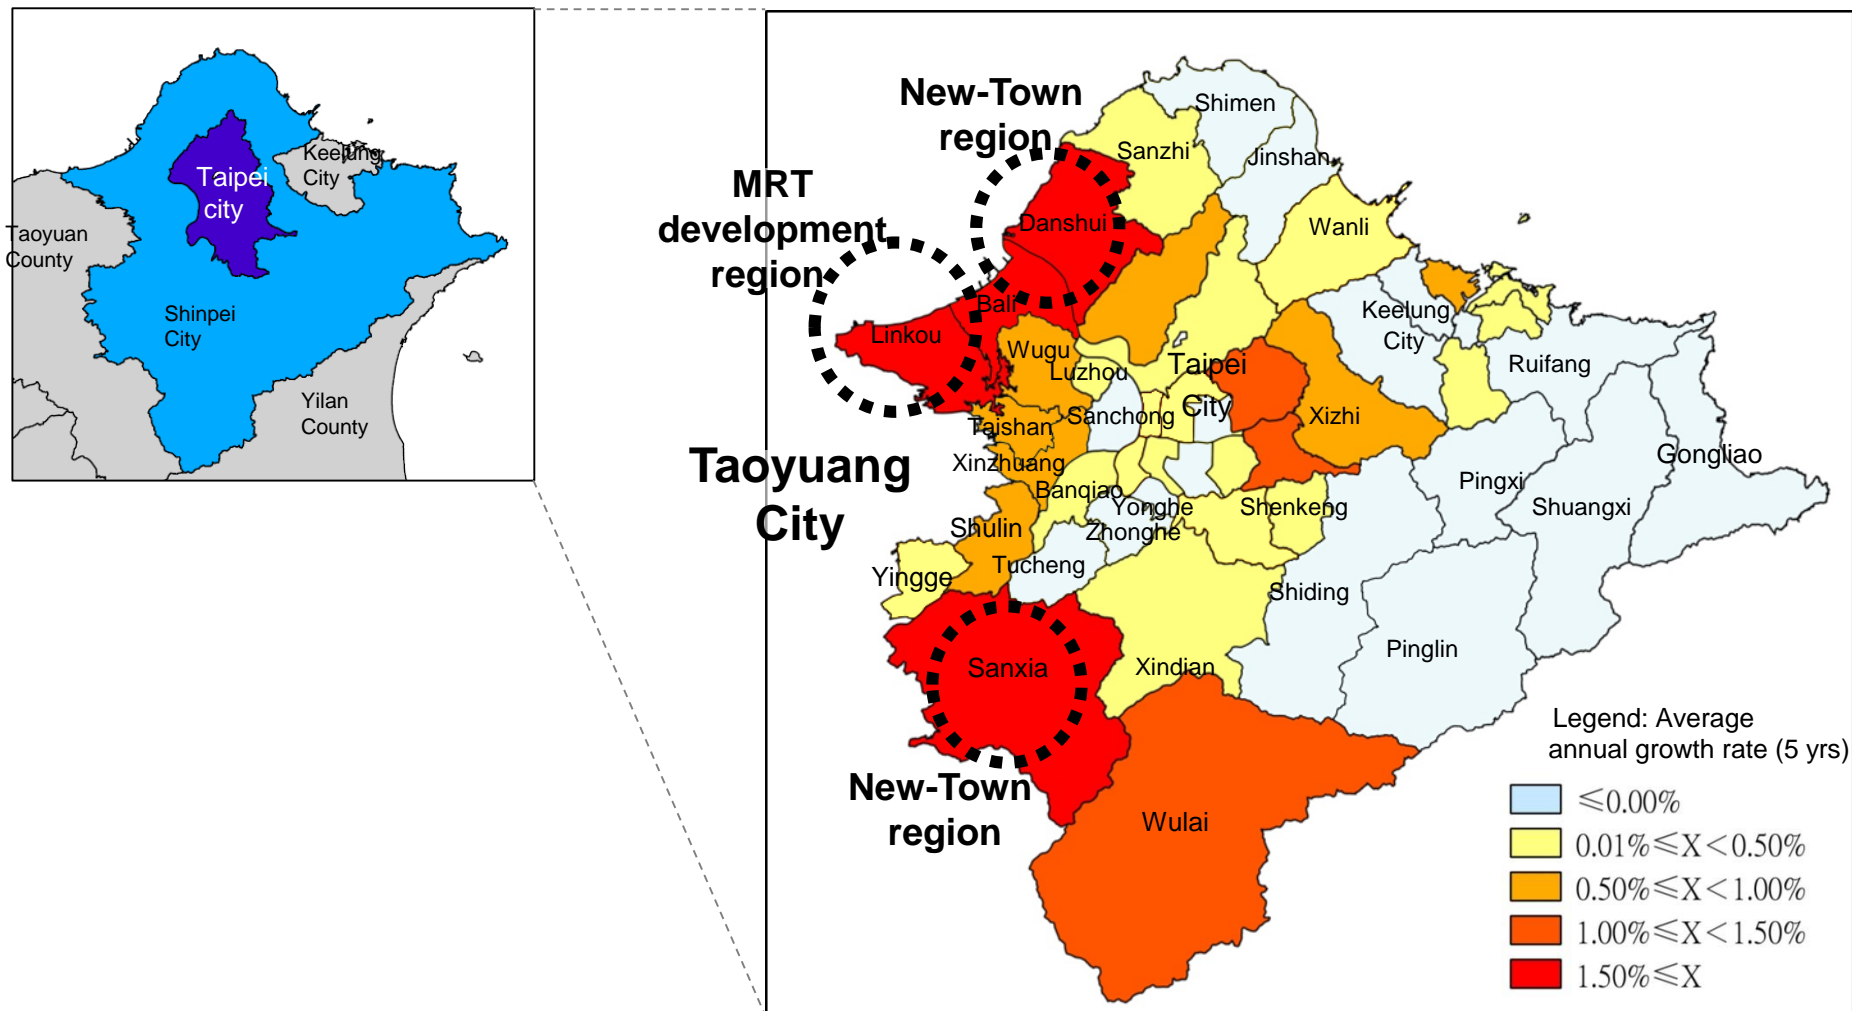 Taipei
city
Keelung
City
Taoyuan
County
Shinpei
City
Yilan
County
New-Town
region
MRT
development
region
Taoyuang
City
New-Town
region
Shimen
Sanzhi
Jinshan
Danshui
Wanli
Bali
Linkou
Keelung
City
Wugu
Luzhou
Taipei
City
Ruifang
Sanchong
Xizhi
Taishan
Xinzhuang
Gongliao
Banqiao
Pingxi
Yonghe
Shenkeng
Shuangxi
Shulin
Zhonghe
Tucheng
Yingge
Shiding
Pinglin
Sanxia
Xindian
Wulai
Legend: Average
annual growth rate (5 yrs)
≤0.00%
0.01%≤X<0.50%
0.50%≤X<1.00%
1.00%≤X<1.50%
1.50%≤X